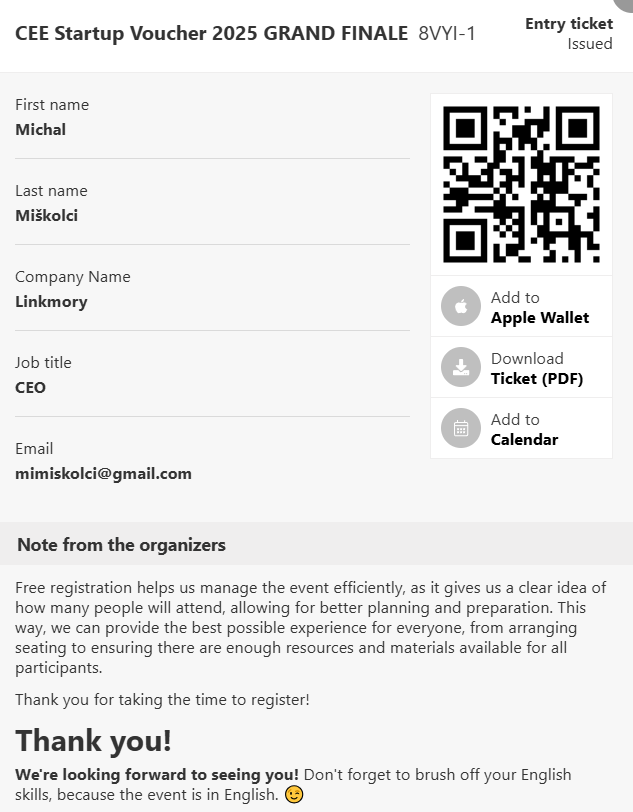 CEE Startup Voucher 2025 GRAND FINALE 8VYI-1
Entry ticket
Issued
First name
Michal
Last name
Miškolci
Company Name
Linkmory
Job title
CEO
Email
mimiskolci@gmail.com
Add to
Apple Wallet
Download
Ticket (PDF)
Add to
Calendar
Note from the organizers
Free registration helps us manage the event efficiently, as it gives us a clear idea of
how many people will attend, allowing for better planning and preparation. This
way, we can provide the best possible experience for everyone, from arranging
seating to ensuring there are enough resources and materials available for all
participants.
Thank you for taking the time to register!
Thank you!
We're looking forward to seeing you! Don't forget to brush off your English
skills, because the event is in English. 😉